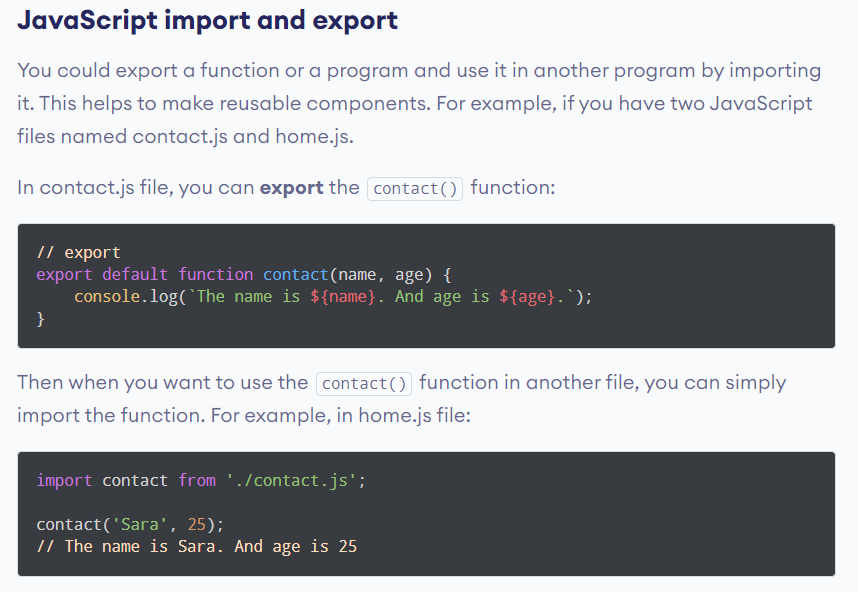 JavaScript import and export
You could export a function or a program and use it in another program by importing
it. This helps to make reusable components. For example, if you have two JavaScript
files named contact.js and home.js.
In contact.js file, you can export the contact() function:
// export
export default function contact(name, age) {
    console.log(`The name is ${name}. And age is ${age}.`);
}
Then when you want to use the contact() function in another file, you can simply
import the function. For example, in home.js file:
import contact from './contact.js';
contact('Sara', 25);
// The name is Sara. And age is 25